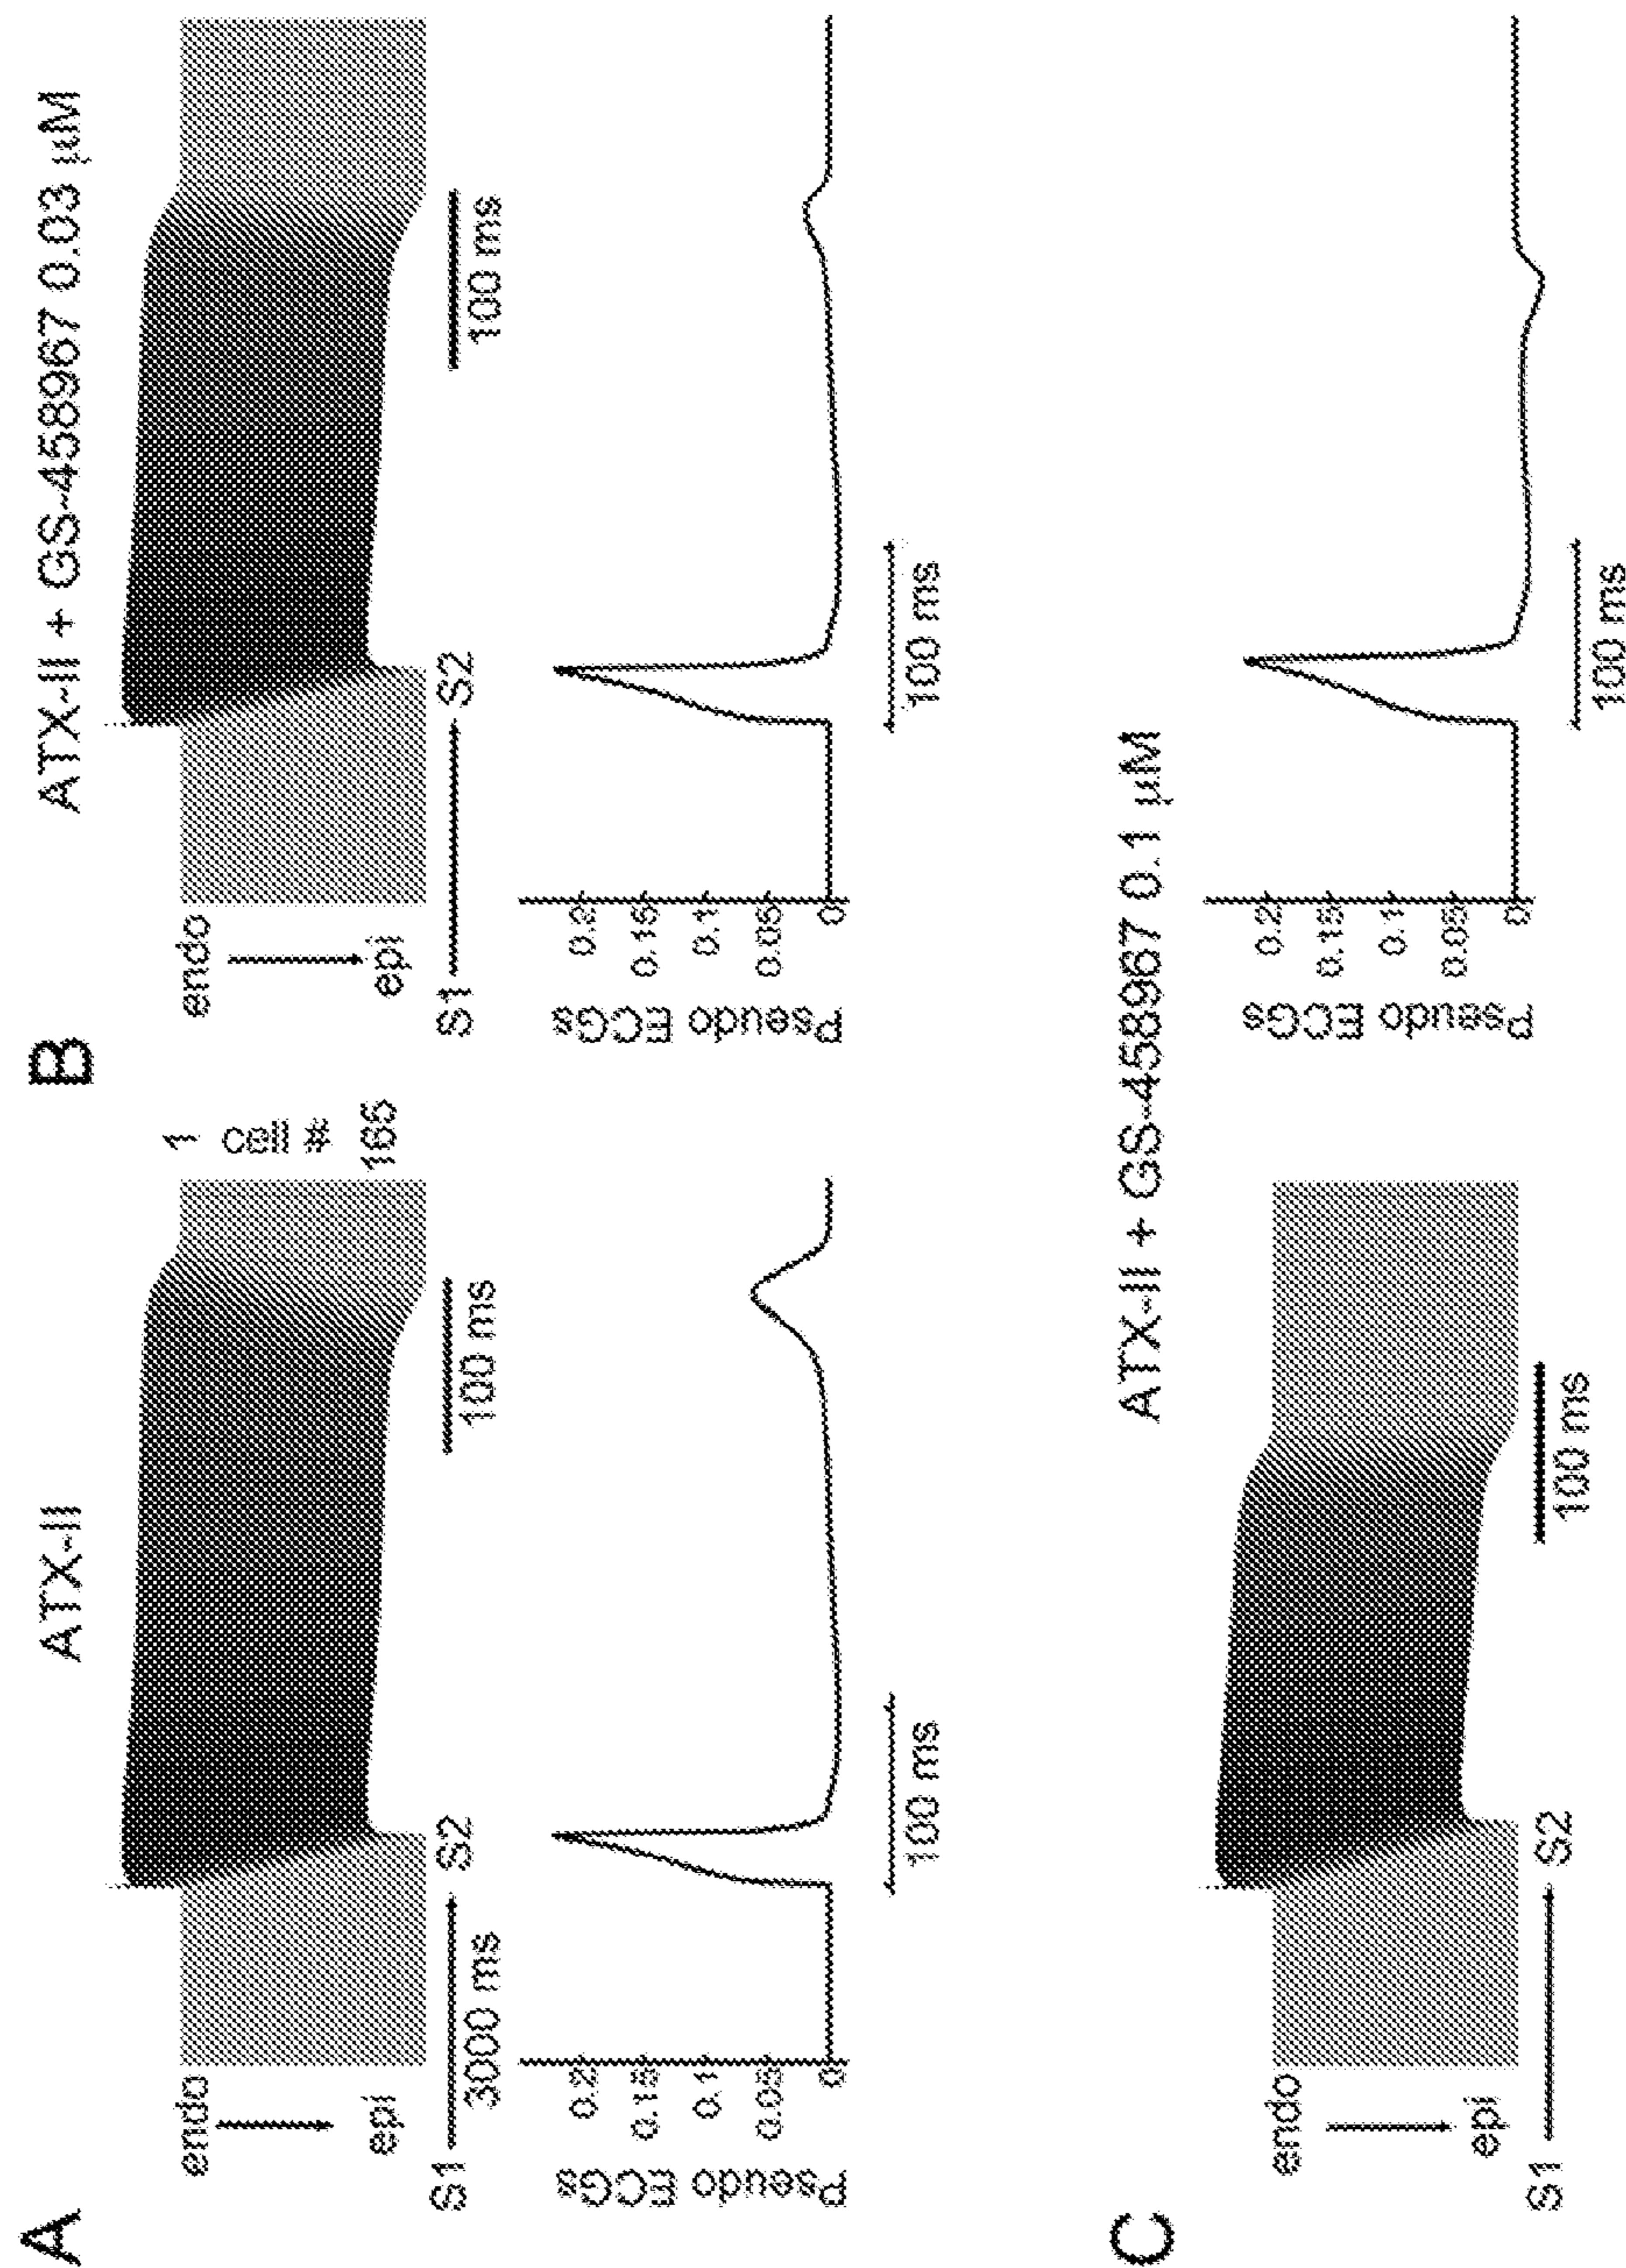 A
ATX-II
endo
epi
1
cell #
165
S1
S2
3000 ms
100 ms
Pseudo ECGs
0.2
0.15
0.1
0.05
0
100 ms
B
ATX-II + GS-458967 0.03 µM
endo
epi
S1
S2
100 ms
Pseudo ECGs
0.2
0.15
0.1
0.05
0
100 ms
C
ATX-II + GS-458967 0.1 µM
endo
epi
S1
S2
100 ms
Pseudo ECGs
0.2
0.15
0.1
0.05
0
100 ms